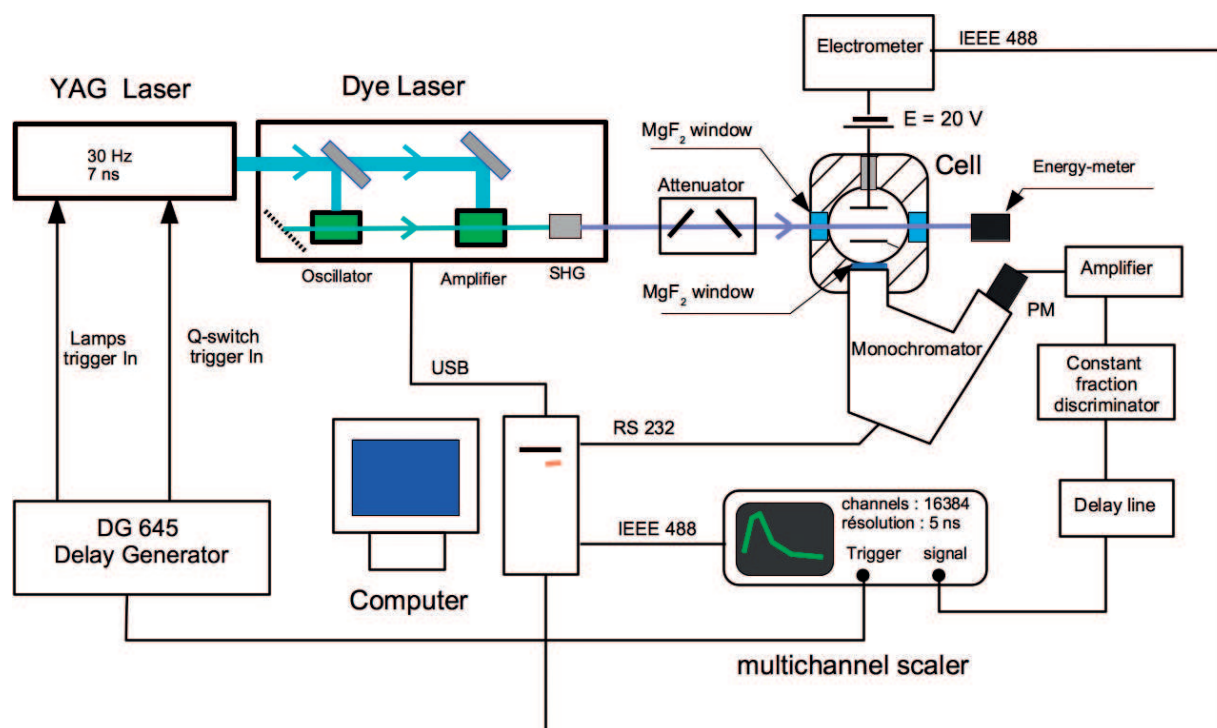 Electrometer
IEEE 488
YAG Laser
Dye Laser
E = 20 V
MgF2 window
Cell
30 Hz
7 ns
Energy-meter
Attenuator
Oscillator
Amplifier
SHG
Amplifier
MgF2 window
PM
Lamps
trigger In
Q-switch
trigger In
Monochromator
Constant
fraction
discriminator
USB
RS 232
channels : 16384
résolution : 5 ns
Delay line
DG 645
Delay Generator
IEEE 488
Trigger
signal
Computer
multichannel scaler